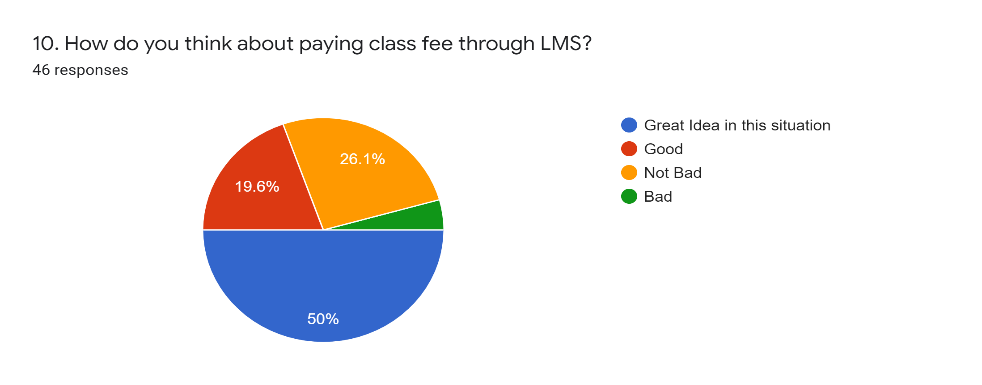 10. How do you think about paying class fee through LMS?
46 responses
Great Idea in this situation
Good
Not Bad
Bad
26.1%
19.6%
50%